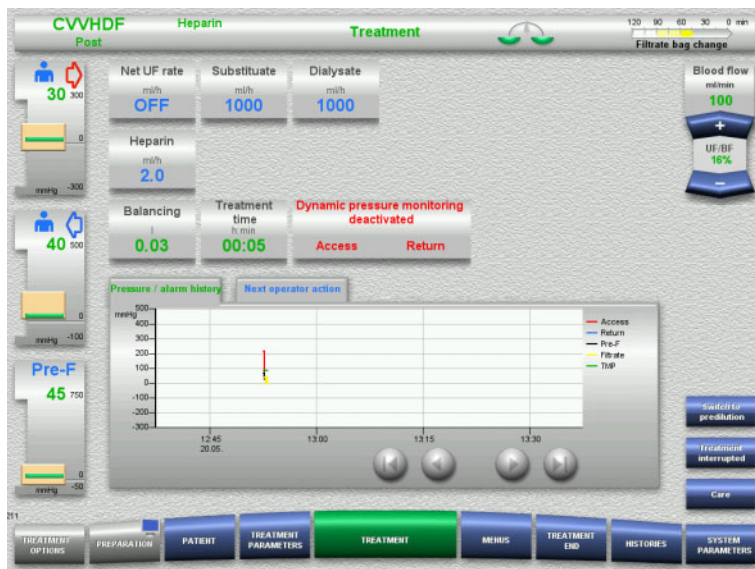 CVVHDF
Post
Heparin
Treatment
120 90 60 30 0 min
Filtrate bag change
30
300
0
mmHg
-300
Net UF rate
ml/h
OFF
Substituate
ml/h
1000
Dialysate
ml/h
1000
Blood flow
ml/min
100
+
UF/BF
16%
−
Heparin
ml/h
2.0
Balancing
l
0.03
Treatment
time
h:min
00:05
Dynamic pressure monitoring
deactivated
Access
Return
40
500
0
mmHg
-100
Pressure / alarm history
Next operator action
mmHg
500
400
300
200
100
0
-100
-200
-300
12:45
20.05.
13:00
13:15
13:30
Access
Return
Pre-F
Filtrate
TMP
Pre-F
45
750
0
mmHg
-50
Switch to
predilution
Treatment
interrupted
Care
211
TREATMENT
OPTIONS
PREPARATION
PATIENT
TREATMENT
PARAMETERS
TREATMENT
MENUS
TREATMENT
END
HISTORIES
SYSTEM
PARAMETERS